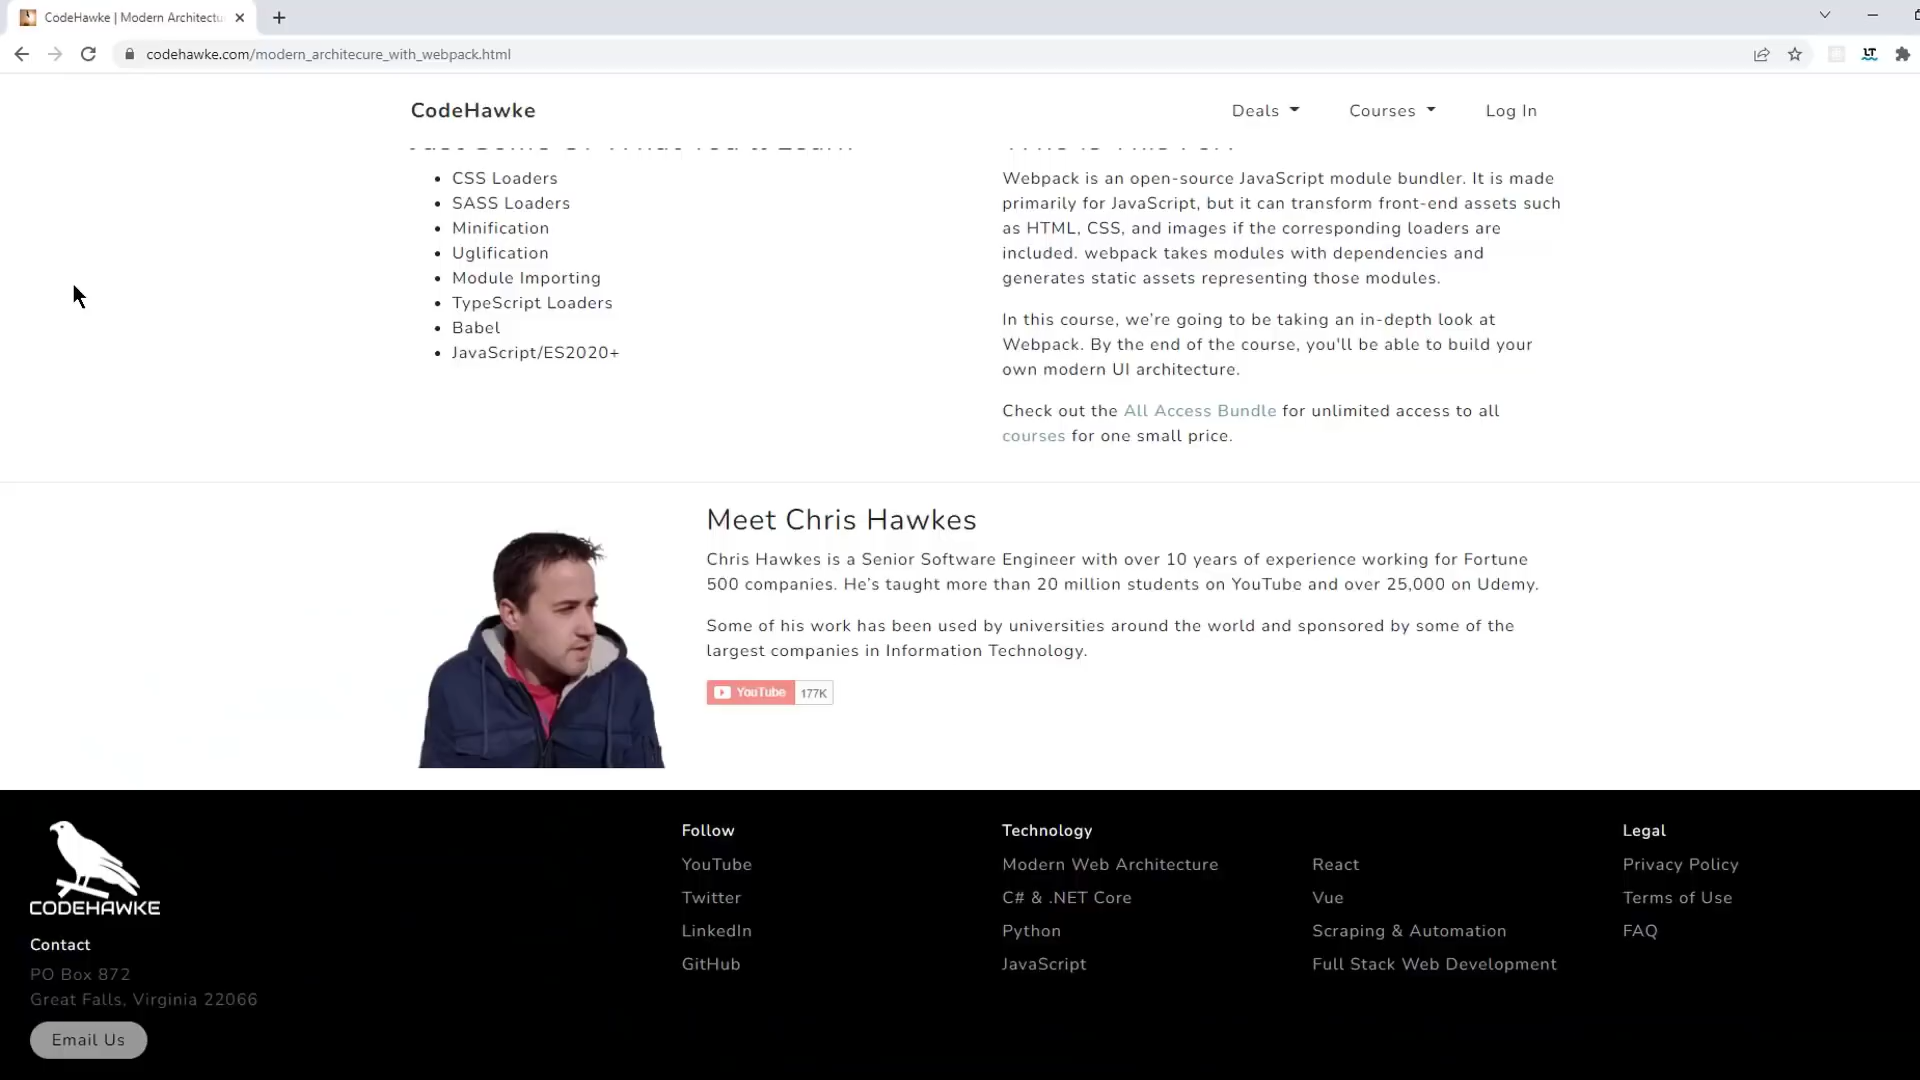 CodeHawke | Modern Architectu
codehawke.com/modern_architecure_with_webpack.html
LT
CodeHawke
Deals
Courses
Log In
CSS Loaders
SASS Loaders
Minification
Uglification
Module Importing
TypeScript Loaders
Babel
JavaScript/ES2020+
Webpack is an open-source JavaScript module bundler. It is made
primarily for JavaScript, but it can transform front-end assets such
as HTML, CSS, and images if the corresponding loaders are
included. webpack takes modules with dependencies and
generates static assets representing those modules.
In this course, we’re going to be taking an in-depth look at
Webpack. By the end of the course, you'll be able to build your
own modern UI architecture.
Check out the All Access Bundle for unlimited access to all
courses for one small price.
Meet Chris Hawkes
Chris Hawkes is a Senior Software Engineer with over 10 years of experience working for Fortune
500 companies. He’s taught more than 20 million students on YouTube and over 25,000 on Udemy.
Some of his work has been used by universities around the world and sponsored by some of the
largest companies in Information Technology.
YouTube 177K
CODEHAWKE
Contact
PO Box 872
Great Falls, Virginia 22066
Email Us
Follow
YouTube
Twitter
LinkedIn
GitHub
Technology
Modern Web Architecture
C# & .NET Core
Python
JavaScript
React
Vue
Scraping & Automation
Full Stack Web Development
Legal
Privacy Policy
Terms of Use
FAQ